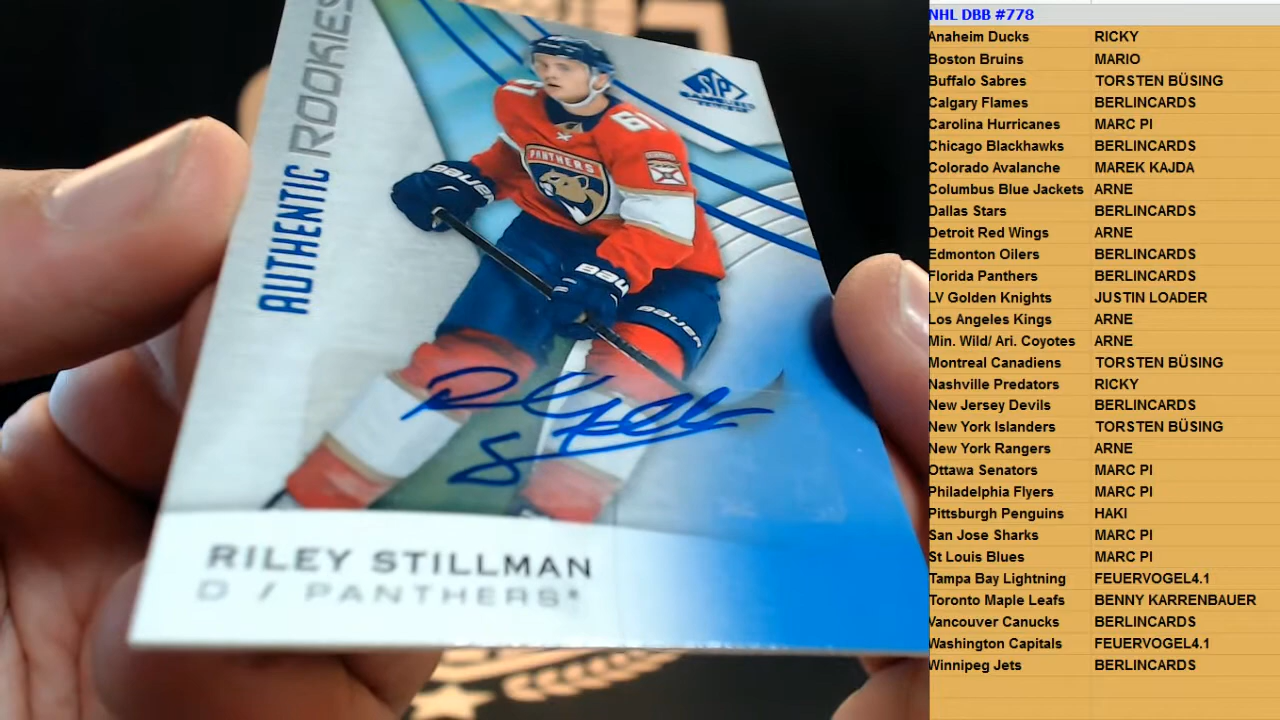 AUTHENTIC ROOKIES
SP
61
PANTHERS
BAUER
BAU
BAUER
8
RILEY STILLMAN
D / PANTHERS
NHL DBB #778
Anaheim Ducks RICKY
Boston Bruins MARIO
Buffalo Sabres TORSTEN BÜSING
Calgary Flames BERLINCARDS
Carolina Hurricanes MARC PI
Chicago Blackhawks BERLINCARDS
Colorado Avalanche MAREK KAJDA
Columbus Blue Jackets ARNE
Dallas Stars BERLINCARDS
Detroit Red Wings ARNE
Edmonton Oilers BERLINCARDS
Florida Panthers BERLINCARDS
LV Golden Knights JUSTIN LOADER
Los Angeles Kings ARNE
Min. Wild/ Ari. Coyotes ARNE
Montreal Canadiens TORSTEN BÜSING
Nashville Predators RICKY
New Jersey Devils BERLINCARDS
New York Islanders TORSTEN BÜSING
New York Rangers ARNE
Ottawa Senators MARC PI
Philadelphia Flyers MARC PI
Pittsburgh Penguins HAKI
San Jose Sharks MARC PI
St Louis Blues MARC PI
Tampa Bay Lightning FEUERVOGEL4.1
Toronto Maple Leafs BENNY KARRENBAUER
Vancouver Canucks BERLINCARDS
Washington Capitals FEUERVOGEL4.1
Winnipeg Jets BERLINCARDS